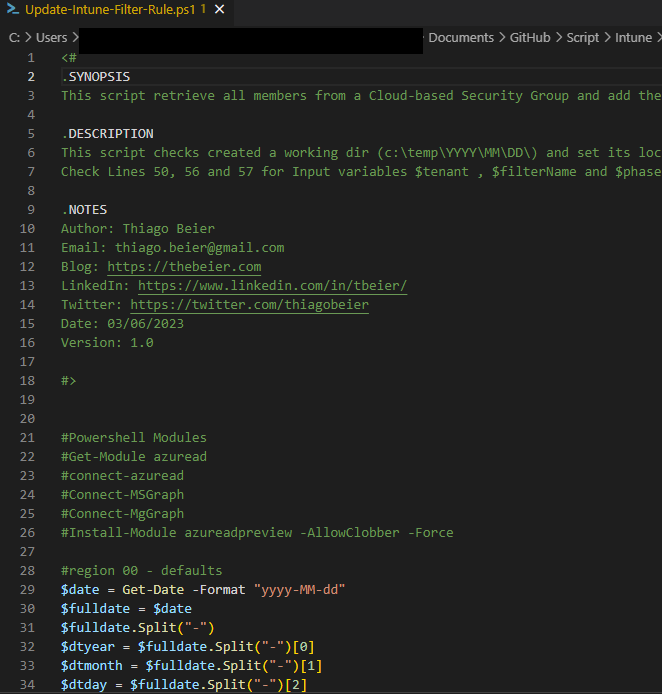 Update-Intune-Filter-Rule.ps1 1 ✕
C: > Users > Documents > GitHub > Script > Intune >
1 <#
2 .SYNOPSIS
3 This script retrieve all members from a Cloud-based Security Group and add the
4
5 .DESCRIPTION
6 This script checks created a working dir (c:\temp\YYYY\MM\DD\) and set its loc
7 Check Lines 50, 56 and 57 for Input variables $tenant , $filterName and $phase
8
9 .NOTES
10 Author: Thiago Beier
11 Email: thiago.beier@gmail.com
12 Blog: https://thebeier.com
13 LinkedIn: https://www.linkedin.com/in/tbeier/
14 Twitter: https://twitter.com/thiagobeier
15 Date: 03/06/2023
16 Version: 1.0
17
18 #>
19
20
21 #Powershell Modules
22 #Get-Module azuread
23 #connect-azuread
24 #Connect-MSGraph
25 #Connect-MgGraph
26 #Install-Module azureadpreview -AllowClobber -Force
27
28 #region 00 - defaults
29 $date = Get-Date -Format "yyyy-MM-dd"
30 $fulldate = $date
31 $fulldate.Split("-")
32 $dtyear = $fulldate.Split("-")[0]
33 $dtmonth = $fulldate.Split("-")[1]
34 $dtday = $fulldate.Split("-")[2]